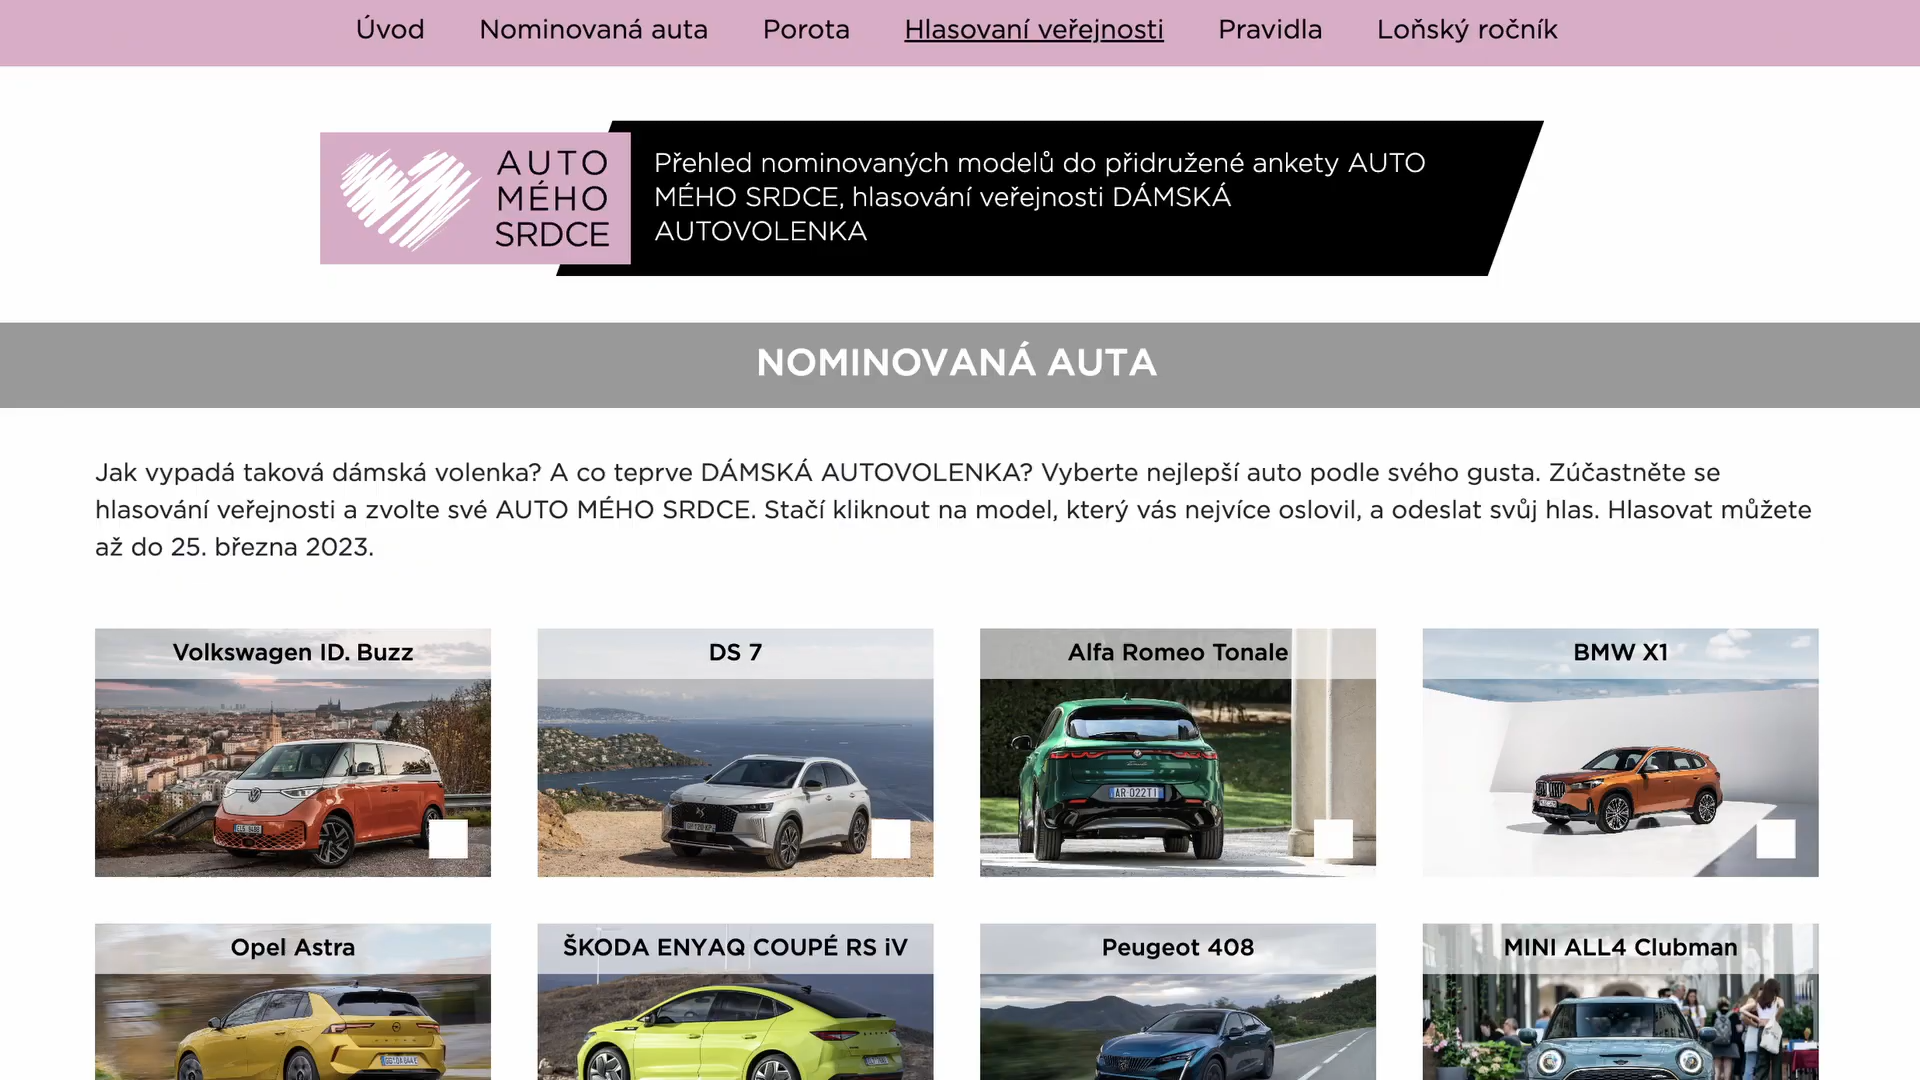 Úvod Nominovaná auta Porota Hlasovaní veřejnosti Pravidla Loňský ročník
AUTO
MÉHO
SRDCE
Přehled nominovaných modelů do přidružené ankety AUTO
MÉHO SRDCE, hlasování veřejnosti DÁMSKÁ
AUTOVOLENKA
NOMINOVANÁ AUTA
Jak vypadá taková dámská volenka? A co teprve DÁMSKÁ AUTOVOLENKA? Vyberte nejlepší auto podle svého gusta. Zúčastněte se
hlasování veřejnosti a zvolte své AUTO MÉHO SRDCE. Stačí kliknout na model, který vás nejvíce oslovil, a odeslat svůj hlas. Hlasovat můžete
až do 25. března 2023.
Volkswagen ID. Buzz DS 7 Alfa Romeo Tonale BMW X1
AR 022TI
Opel Astra ŠKODA ENYAQ COUPÉ RS iV Peugeot 408 MINI ALL4 Clubman